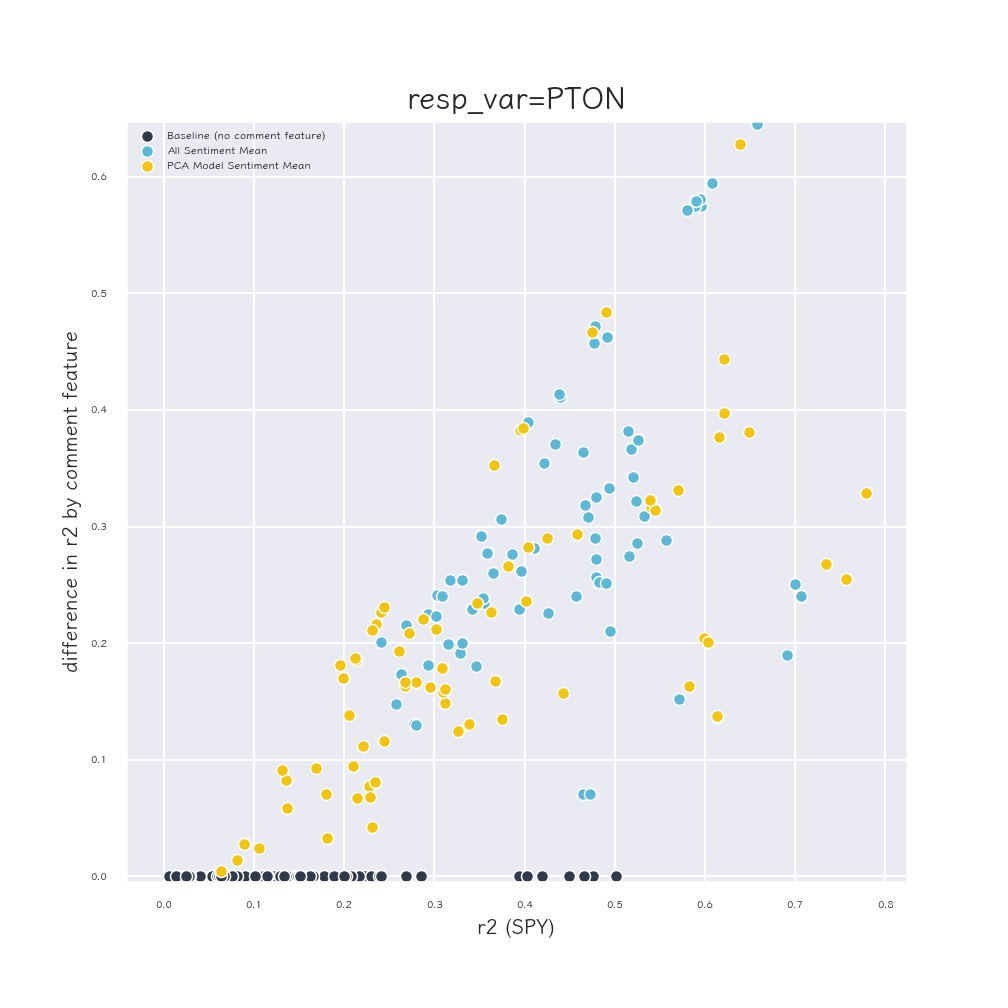 resp_var=PTON
Baseline (no comment feature)
All Sentiment Mean
PCA Model Sentiment Mean
difference in r2 by comment feature
0.6
0.5
0.4
0.3
0.2
0.1
0.0
0.0 0.1 0.2 0.3 0.4 0.5 0.6 0.7 0.8
r2 (SPY)